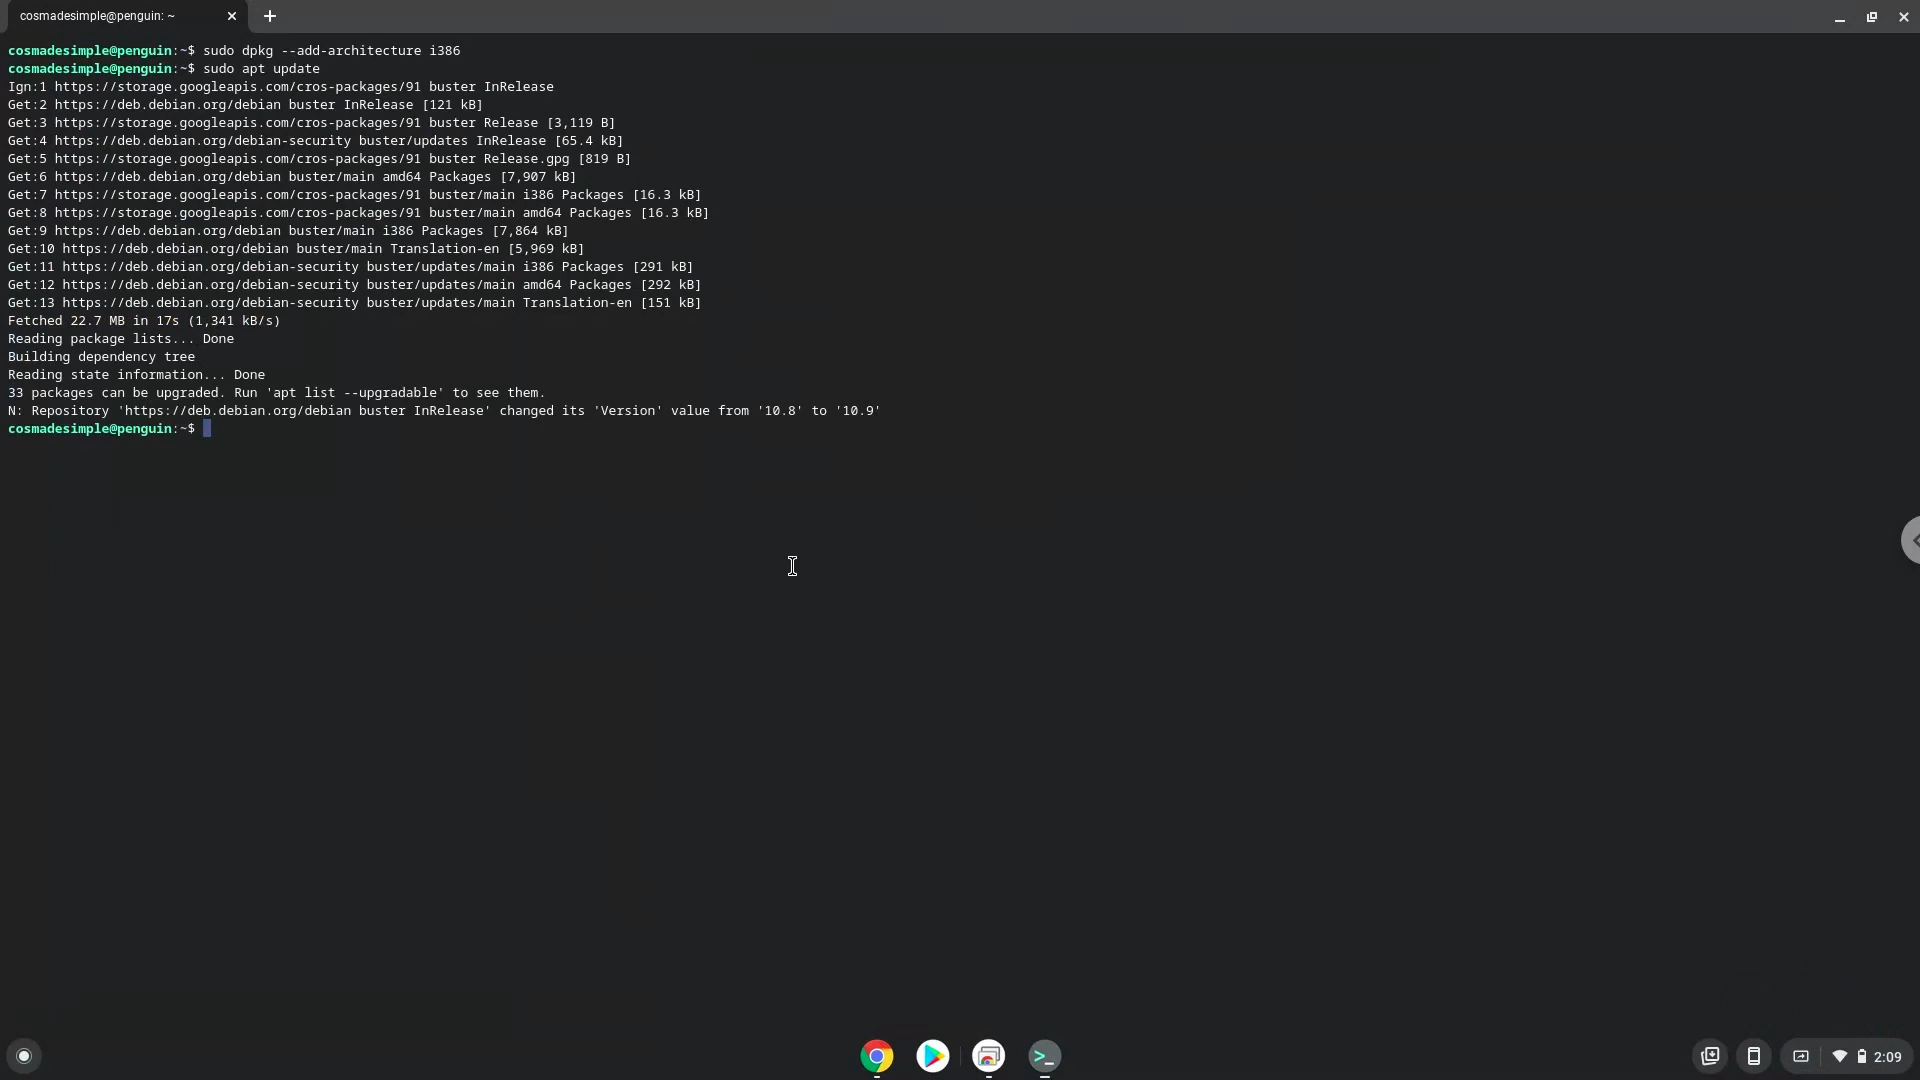 cosmadesimple@penguin: ~
cosmadesimple@penguin:~$ sudo dpkg --add-architecture i386
cosmadesimple@penguin:~$ sudo apt update
Ign:1 https://storage.googleapis.com/cros-packages/91 buster InRelease
Get:2 https://deb.debian.org/debian buster InRelease [121 kB]
Get:3 https://storage.googleapis.com/cros-packages/91 buster Release [3,119 B]
Get:4 https://deb.debian.org/debian-security buster/updates InRelease [65.4 kB]
Get:5 https://storage.googleapis.com/cros-packages/91 buster Release.gpg [819 B]
Get:6 https://deb.debian.org/debian buster/main amd64 Packages [7,907 kB]
Get:7 https://storage.googleapis.com/cros-packages/91 buster/main i386 Packages [16.3 kB]
Get:8 https://storage.googleapis.com/cros-packages/91 buster/main amd64 Packages [16.3 kB]
Get:9 https://deb.debian.org/debian buster/main i386 Packages [7,864 kB]
Get:10 https://deb.debian.org/debian buster/main Translation-en [5,969 kB]
Get:11 https://deb.debian.org/debian-security buster/updates/main i386 Packages [291 kB]
Get:12 https://deb.debian.org/debian-security buster/updates/main amd64 Packages [292 kB]
Get:13 https://deb.debian.org/debian-security buster/updates/main Translation-en [151 kB]
Fetched 22.7 MB in 17s (1,341 kB/s)
Reading package lists... Done
Building dependency tree
Reading state information... Done
33 packages can be upgraded. Run 'apt list --upgradable' to see them.
N: Repository 'https://deb.debian.org/debian buster InRelease' changed its 'Version' value from '10.8' to '10.9'
cosmadesimple@penguin:~$
2:09